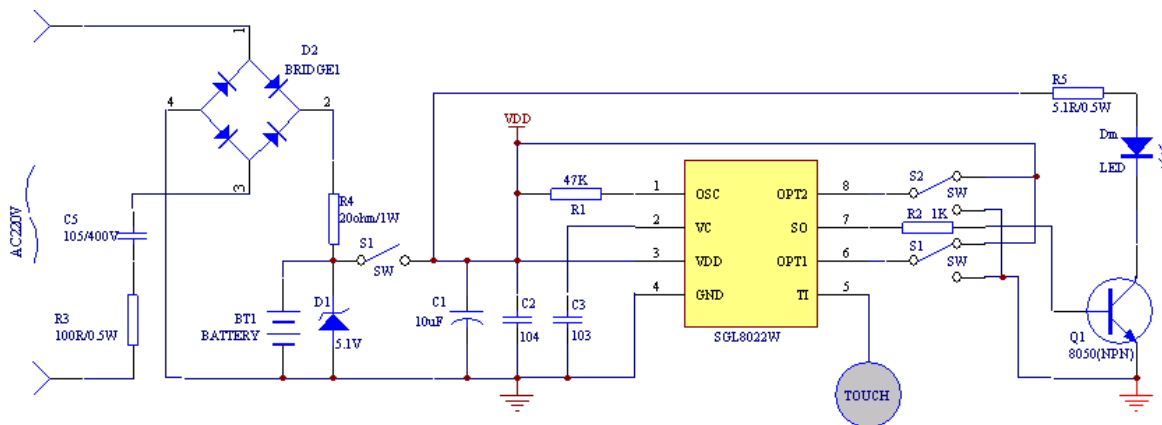 1
D2
BRIDGE1
4
2
3
AC220V
C5
105/400V
R3
100R/0.5W
R4
20ohm/1W
S1
SW
BT1
BATTERY
D1
5.1V
C1
10uF
VDD
C2
104
C3
103
47K
R1
1
2
3
4
OSC
VC
VDD
GND
OPT2
SO
OPT1
TI
8
7
6
5
SGL8022W
TOUCH
S2
SW
R2 1K
S1
SW
R5
5.1R/0.5W
Dm
LED
Q1
8050(NPN)